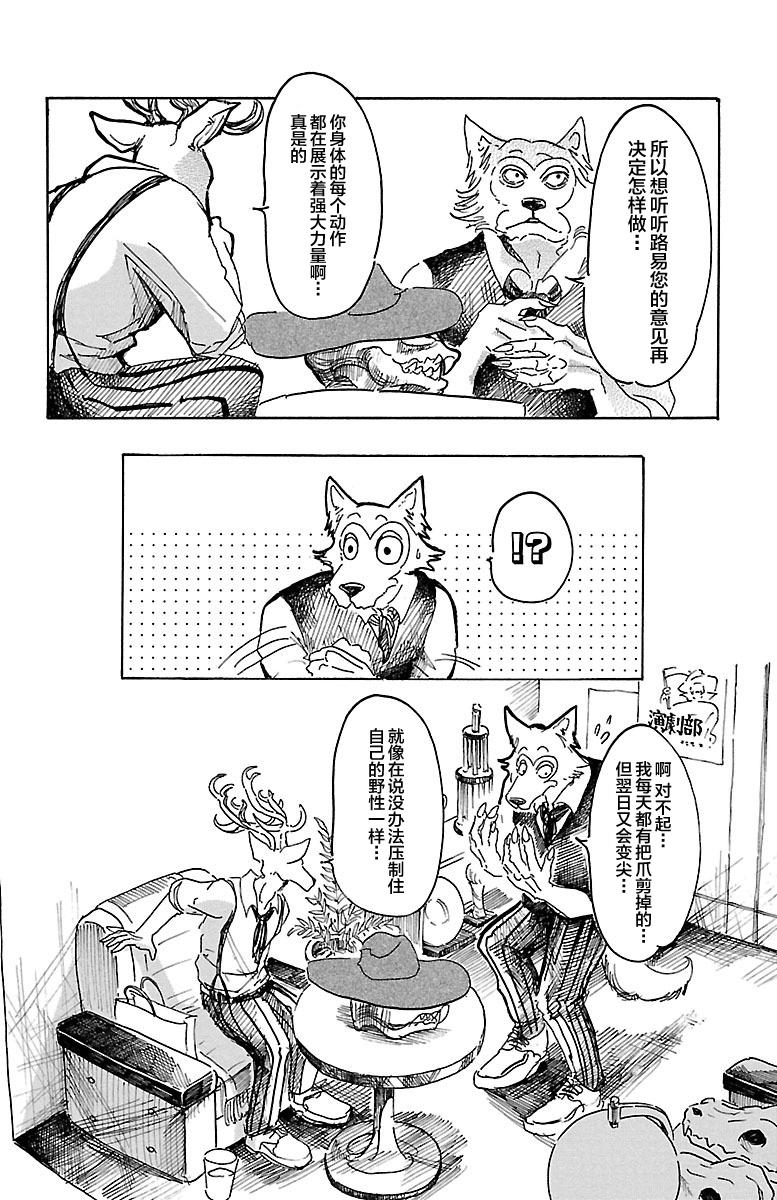 所以想听听路易您的意见再
决定怎样做…
你身体的每个动作
都在展示着强大力量啊…
真是的
!?
啊 对不起…
我每天都有把爪剪掉的…
但翌日又会变尖…
就像在说没办法压制住
自己的野性一样…
演劇部